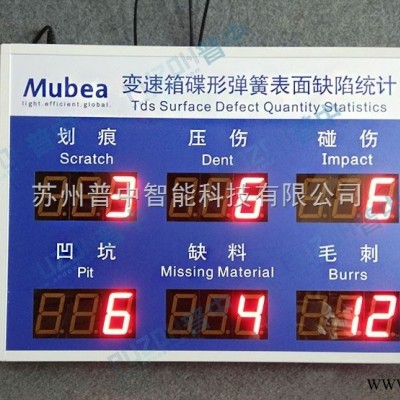 Mubea
light.efficient.global.
变速箱碟形弹簧表面缺陷统计
Tds Surface Defect Quantity Statistics
划痕 压伤 碰伤
Scratch Dent Impact
3 6 6
苏州普中智能科技有限公司
凹坑 缺料 毛刺
Pit Missing Material Burrs
6 4 12
www.